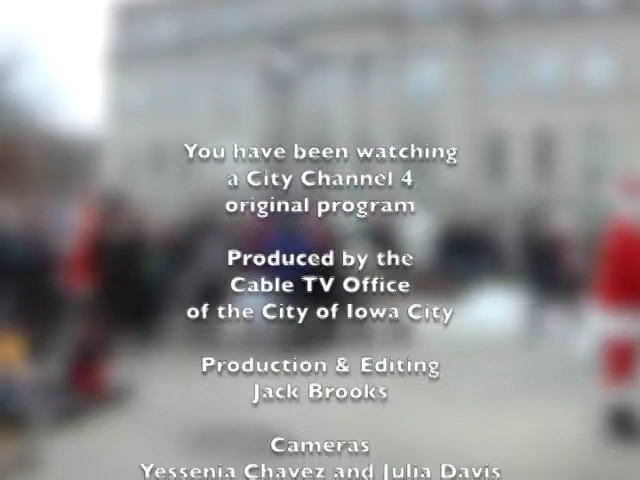 You have been watching
a City Channel 4
original program
Produced by the
Cable TV Office
of the City of Iowa City
Production & Editing
Jack Brooks
Cameras
Yessenia Chavez and Julia Davis